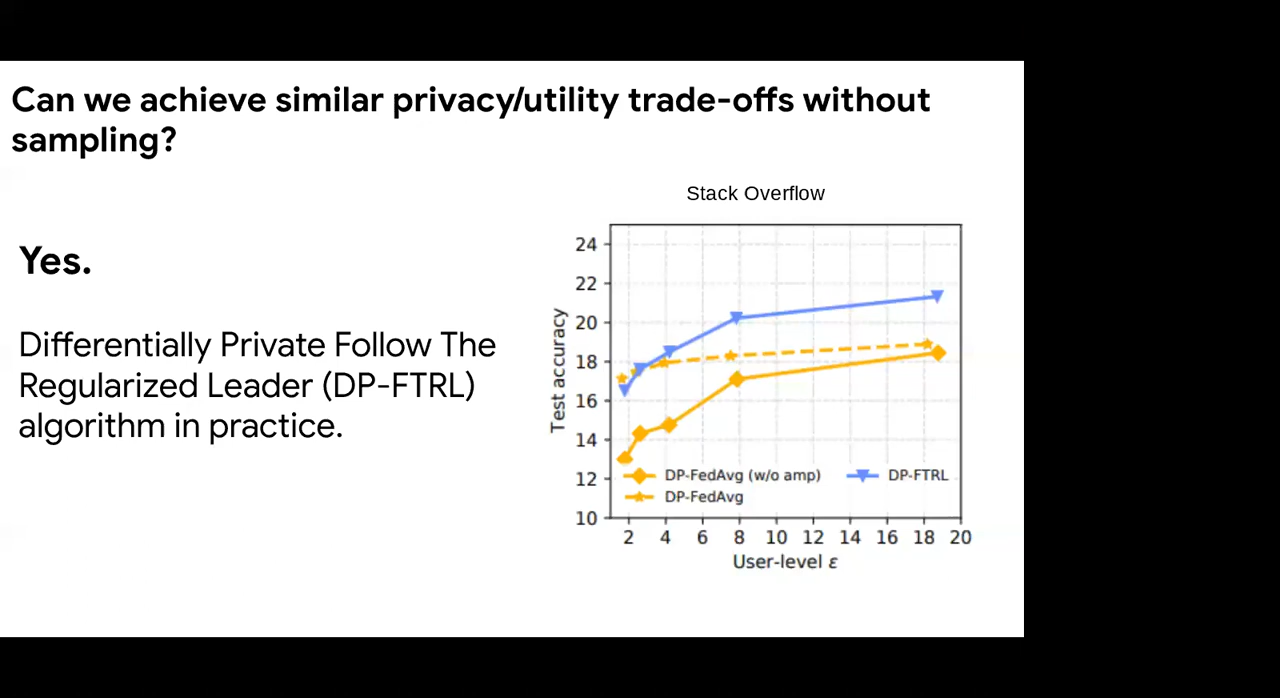 Can we achieve similar privacy/utility trade-offs without
sampling?
Yes.
Differentially Private Follow The
Regularized Leader (DP-FTRL)
algorithm in practice.
Stack Overflow
Test accuracy
24
22
20
18
16
14
12
10
DP-FedAvg (w/o amp)
DP-FedAvg
DP-FTRL
2 4 6 8 10 12 14 16 18 20
User-level ε